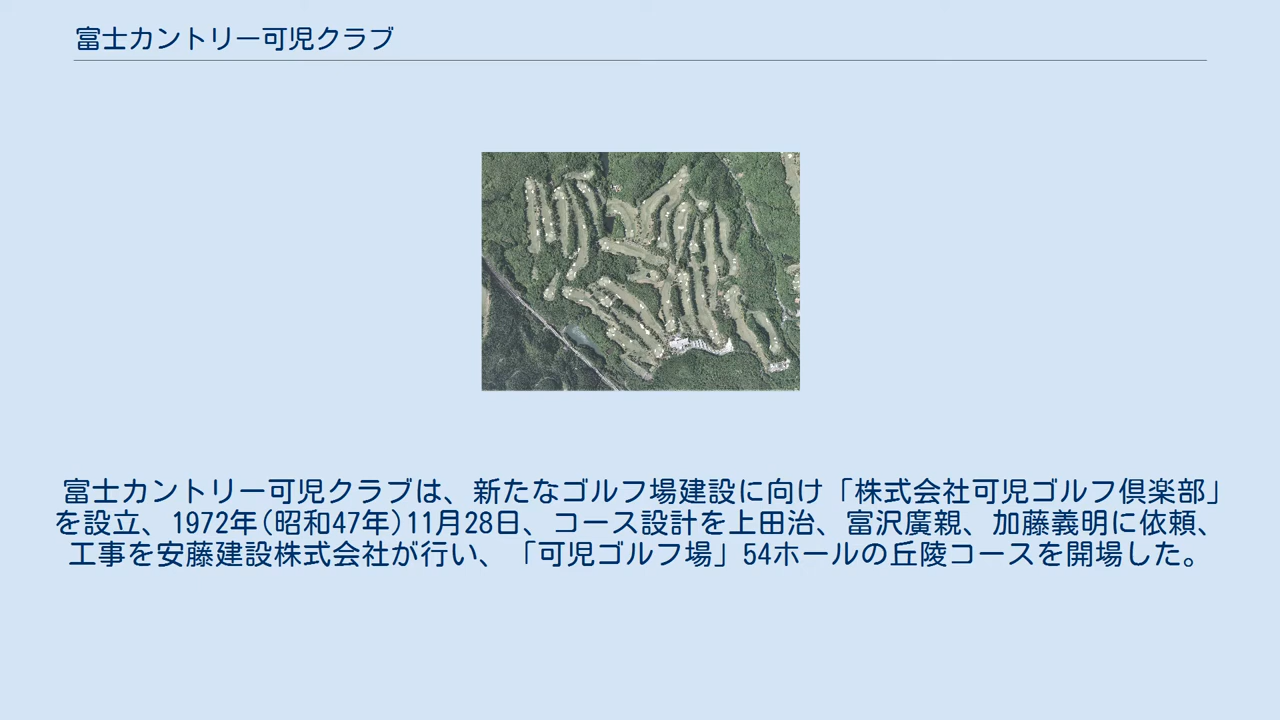 富士カントリー可児クラブ
富士カントリー可児クラブは、新たなゴルフ場建設に向け「株式会社可児ゴルフ倶楽部」
を設立、1972年(昭和47年)11月28日、コース設計を上田治、富沢廣親、加藤義明に依頼、
工事を安藤建設株式会社が行い、「可児ゴルフ場」54ホールの丘陵コースを開場した。